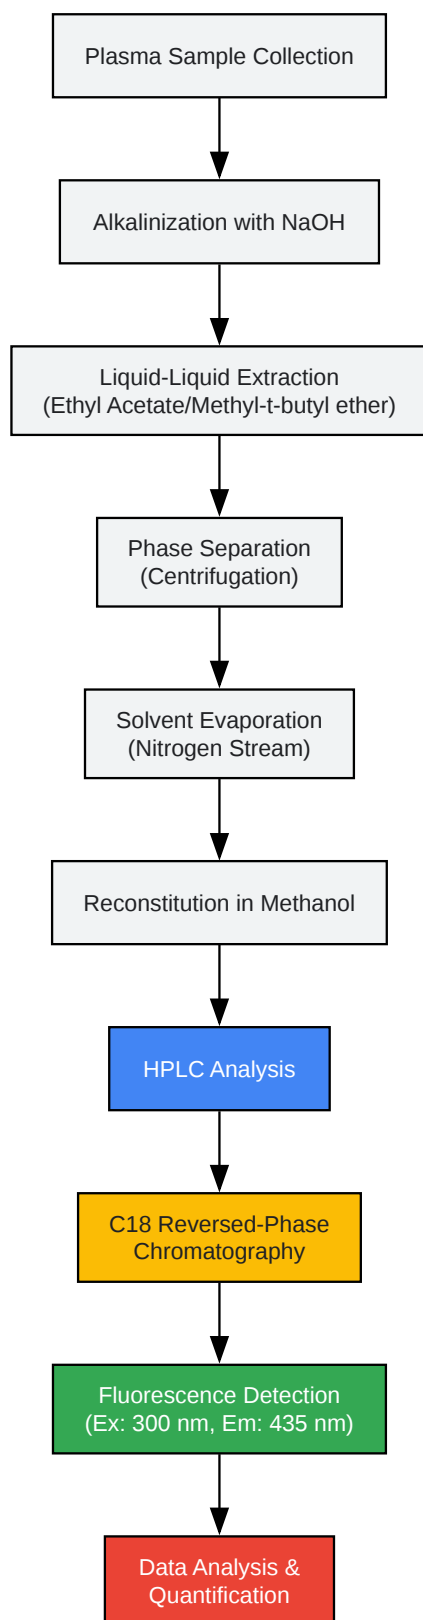 Plasma Sample Collection
Alkalinization with NaOH
Liquid-Liquid Extraction
(Ethyl Acetate/Methyl-t-butyl ether)
Phase Separation
(Centrifugation)
Solvent Evaporation
(Nitrogen Stream)
Reconstitution in Methanol
HPLC Analysis
C18 Reversed-Phase
Chromatography
Fluorescence Detection
(Ex: 300 nm, Em: 435 nm)
Data Analysis &
Quantification